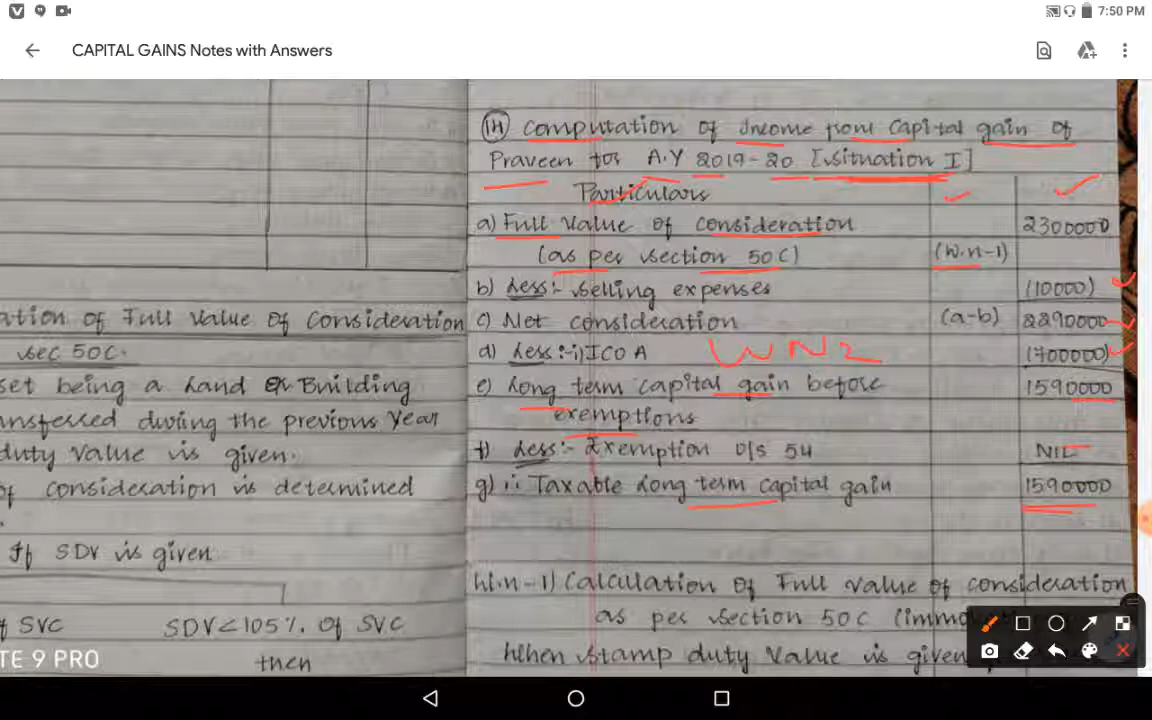 7:50 PM
CAPITAL GAINS Notes with Answers
ation of Full Value Of Consideration
sec 50C.
set being a Land OR Building
ansferred during the previous Year
duty Value is given.
of consideration is determined
If SDV is given
of SVC SDV<105% Of SVC
then
TE 9 PRO
14 Computation of Income from Capital gain of
Praveen for A.Y 2019-20 [Situation I]
Particulars
a) Full Value of consideration 2300000
(as per section 50C) (W.n-1)
b) Less:- Selling expenses (10000)
c) Net consideration (a-b) 2290000
d) Less:-i) ICOA WN2 (700000)
e) Long term capital gain before 1590000
exemptions
f) Less:- Exemption U/S 54 NIL
g) ∴ Taxable Long term capital gain 1590000
W.n-1) Calculation Of Full Value Of consideration
as per Section 50C
When stamp duty Value is given